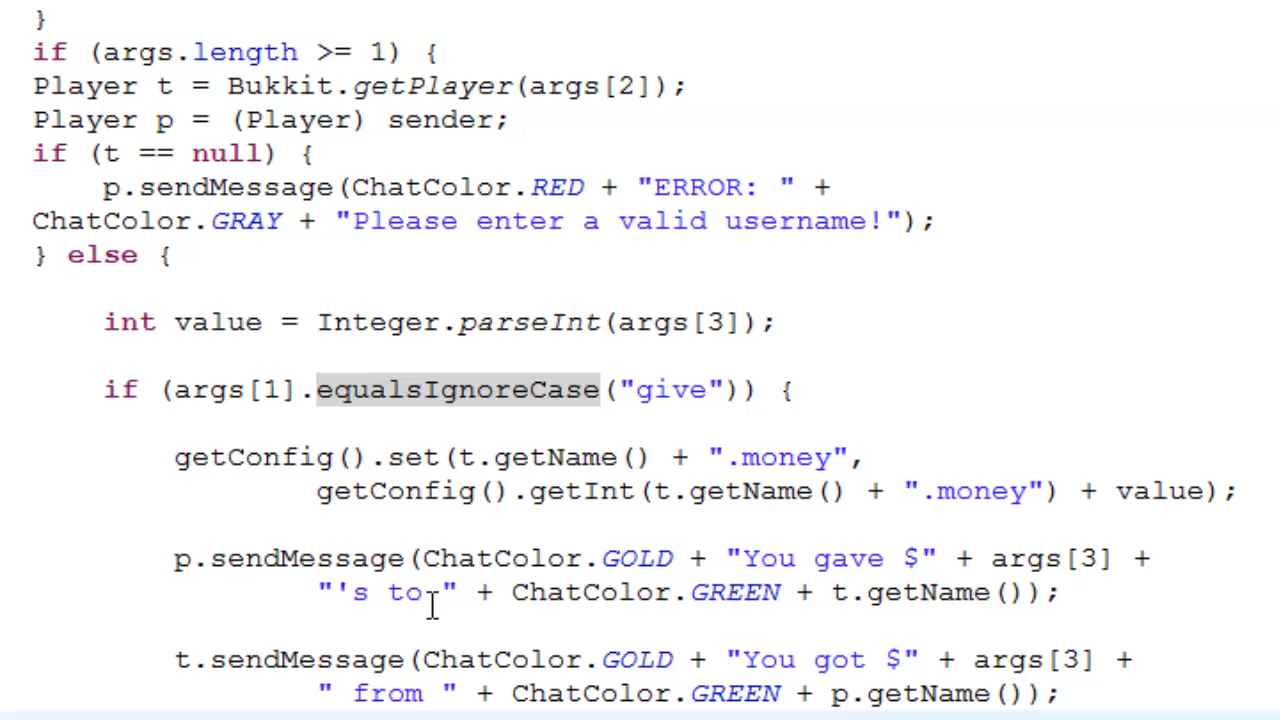 }
if (args.length >= 1) {
Player t = Bukkit.getPlayer(args[2]);
Player p = (Player) sender;
if (t == null) {
p.sendMessage(ChatColor.RED + "ERROR: " +
ChatColor.GRAY + "Please enter a valid username!");
} else {
int value = Integer.parseInt(args[3]);
if (args[1].equalsIgnoreCase("give")) {
getConfig().set(t.getName() + ".money",
getConfig().getInt(t.getName() + ".money") + value);
p.sendMessage(ChatColor.GOLD + "You gave $" + args[3] +
"'s to " + ChatColor.GREEN + t.getName());
t.sendMessage(ChatColor.GOLD + "You got $" + args[3] +
" from " + ChatColor.GREEN + p.getName());